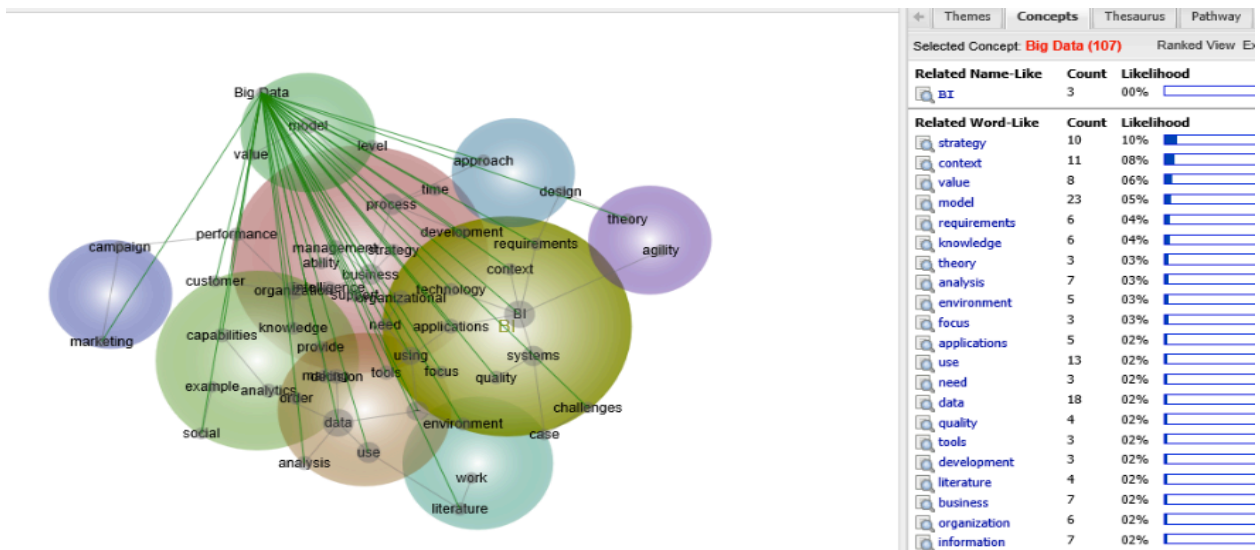 Big Data
model
value
level
approach
time
design
process
theory
performance
development
requirements
campaign
management
strategy
agility
ability
context
business
customer
intelligence
organization
support
organizational
technology
BI
knowledge
need
applications
BI
capabilities
marketing
provide
using
systems
making
decision
tools
focus
quality
example
analytics
order
challenges
data
environment
social
case
use
analysis
work
literature
Themes Concepts Thesaurus Pathway
Selected Concept: Big Data (107) Ranked View Ex
Related Name-Like Count Likelihood
BI 3 00%
Related Word-Like Count Likelihood
strategy 10 10%
context 11 08%
value 8 06%
model 23 05%
requirements 6 04%
knowledge 6 04%
theory 3 03%
analysis 7 03%
environment 5 03%
focus 3 03%
applications 5 02%
use 13 02%
need 3 02%
data 18 02%
quality 4 02%
tools 3 02%
development 3 02%
literature 4 02%
business 7 02%
organization 6 02%
information 7 02%